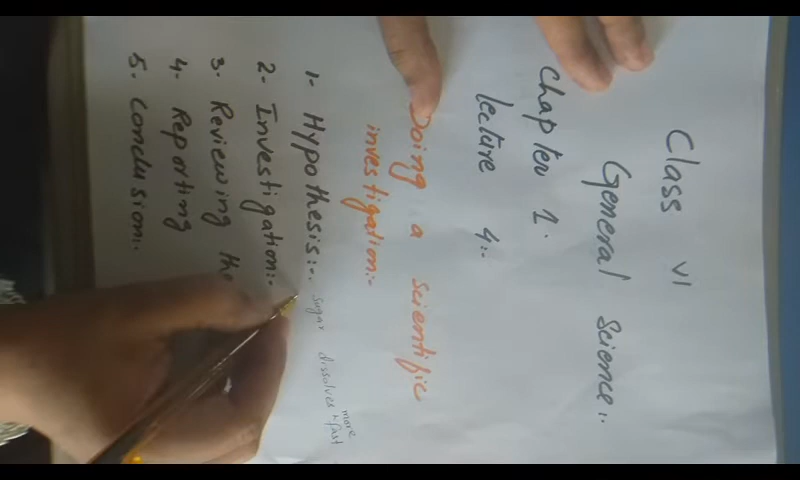 Class VI
General Science:.
Chapter 1.
lecture 4:-
Doing a scientific
investigation:-
1- Hypothesis:-. sugar dissolves more fast
2- Investigation:-
3- Reviewing the
4- Reporting
5- Conclusion:.